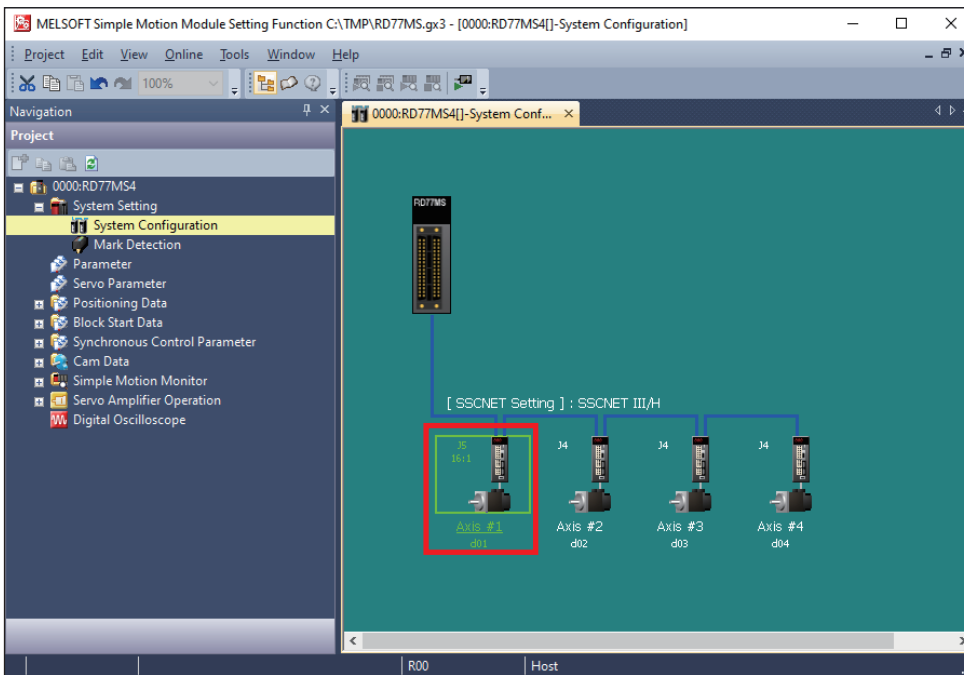 MELSOFT Simple Motion Module Setting Function C:\TMP\RD77MS.gx3 - [0000:RD77MS4[]-System Configuration]
Project Edit View Online Tools Window Help
100%
Navigation
0000:RD77MS4[]-System Conf...
Project
0000:RD77MS4
System Setting
System Configuration
Mark Detection
Parameter
Servo Parameter
Positioning Data
Block Start Data
Synchronous Control Parameter
Cam Data
Simple Motion Monitor
Servo Amplifier Operation
Digital Oscilloscope
RD77MS
[ SSCNET Setting ] : SSCNET III/H
J5 J4 J4 J4
16:1
Axis #1 Axis #2 Axis #3 Axis #4
d01 d02 d03 d04
R00 Host